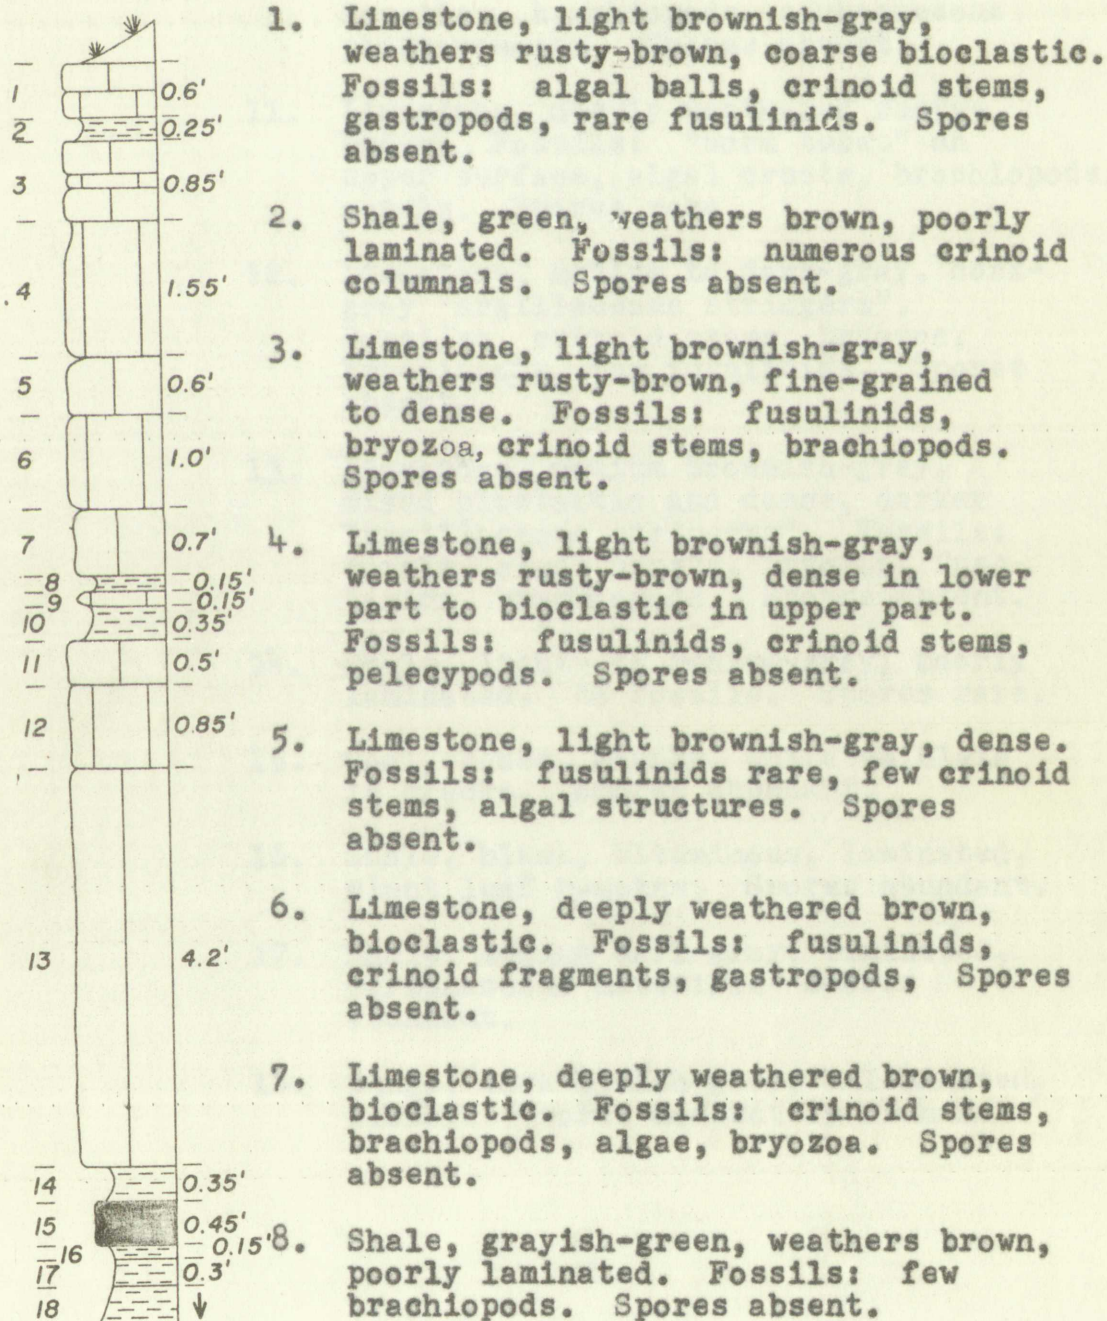 1. Limestone, light brownish-gray,
weathers rusty-brown, coarse bioclastic.
Fossils: algal balls, crinoid stems,
gastropods, rare fusulinids. Spores
absent.
2. Shale, green, weathers brown, poorly
laminated. Fossils: numerous crinoid
columnals. Spores absent.
3. Limestone, light brownish-gray,
weathers rusty-brown, fine-grained
to dense. Fossils: fusulinids,
bryozoa, crinoid stems, brachiopods.
Spores absent.
4. Limestone, light brownish-gray,
weathers rusty-brown, dense in lower
part to bioclastic in upper part.
Fossils: fusulinids, crinoid stems,
pelecypods. Spores absent.
5. Limestone, light brownish-gray, dense.
Fossils: fusulinids rare, few crinoid
stems, algal structures. Spores
absent.
6. Limestone, deeply weathered brown,
bioclastic. Fossils: fusulinids,
crinoid fragments, gastropods, Spores
absent.
7. Limestone, deeply weathered brown,
bioclastic. Fossils: crinoid stems,
brachiopods, algae, bryozoa. Spores
absent.
8. Shale, grayish-green, weathers brown,
poorly laminated. Fossils: few
brachiopods. Spores absent.
1 0.6'
2 0.25'
3 0.85'
4 1.55'
5 0.6'
6 1.0'
7 0.7'
8 0.15'
9 0.15'
10 0.35'
11 0.5'
12 0.85'
13 4.2'
14 0.35'
15 0.45'
16 0.15'
17 0.3'
18